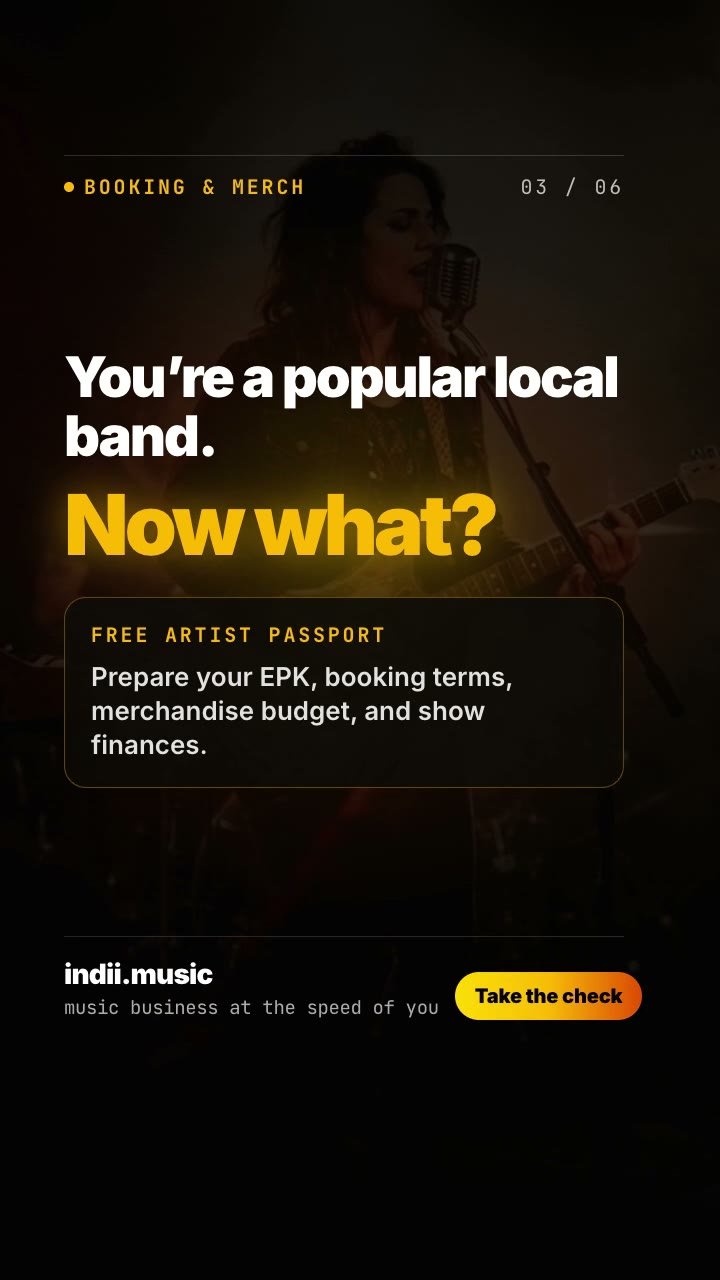 BOOKING & MERCH
03 / 06
You’re a popular local
band.
Now what?
FREE ARTIST PASSPORT
Prepare your EPK, booking terms,
merchandise budget, and show
finances.
indii.music
music business at the speed of you
Take the check